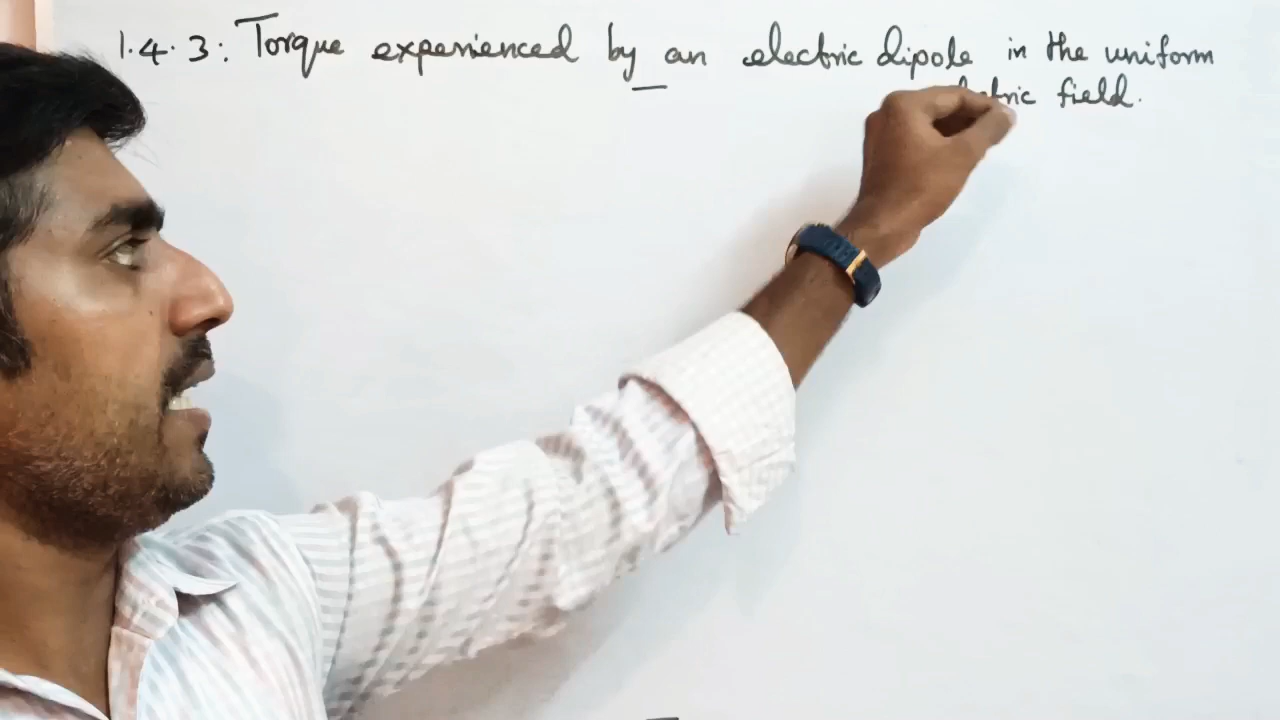 1.4.3: Torque experienced by an electric dipole in the uniform
field.